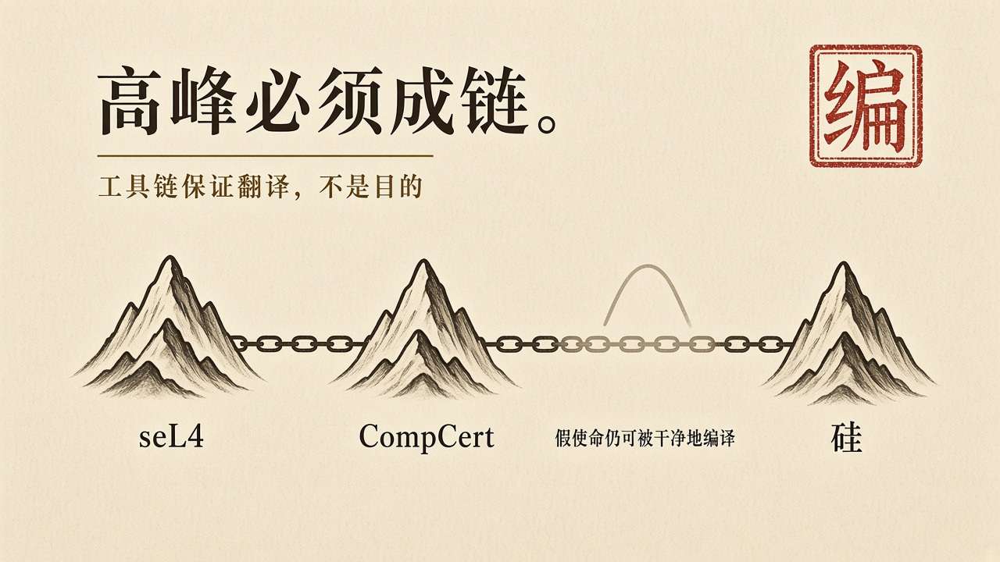 高峰必须成链。
编
工具链保证翻译，不是目的
seL4
CompCert
假使命仍可被干净地编译
硅